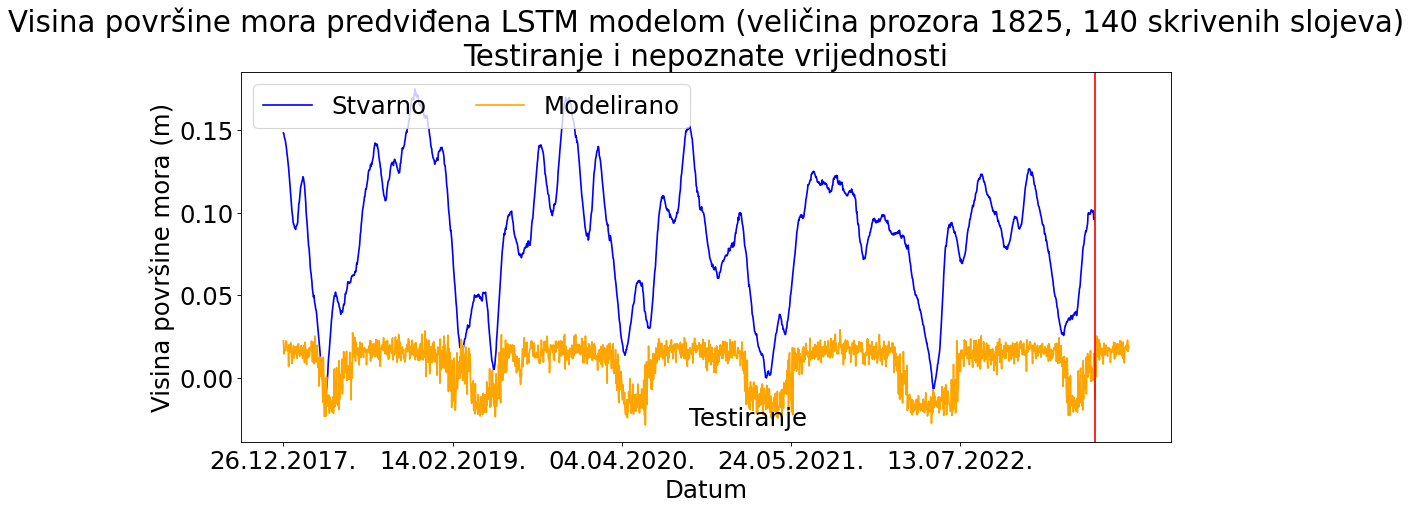 Visina površine mora predviđena LSTM modelom (veličina prozora 1825, 140 skrivenih slojeva)
Testiranje i nepoznate vrijednosti
Stvarno Modelirano
Visina površine mora (m)
0.15
0.10
0.05
0.00
Testiranje
26.12.2017. 14.02.2019. 04.04.2020. 24.05.2021. 13.07.2022.
Datum